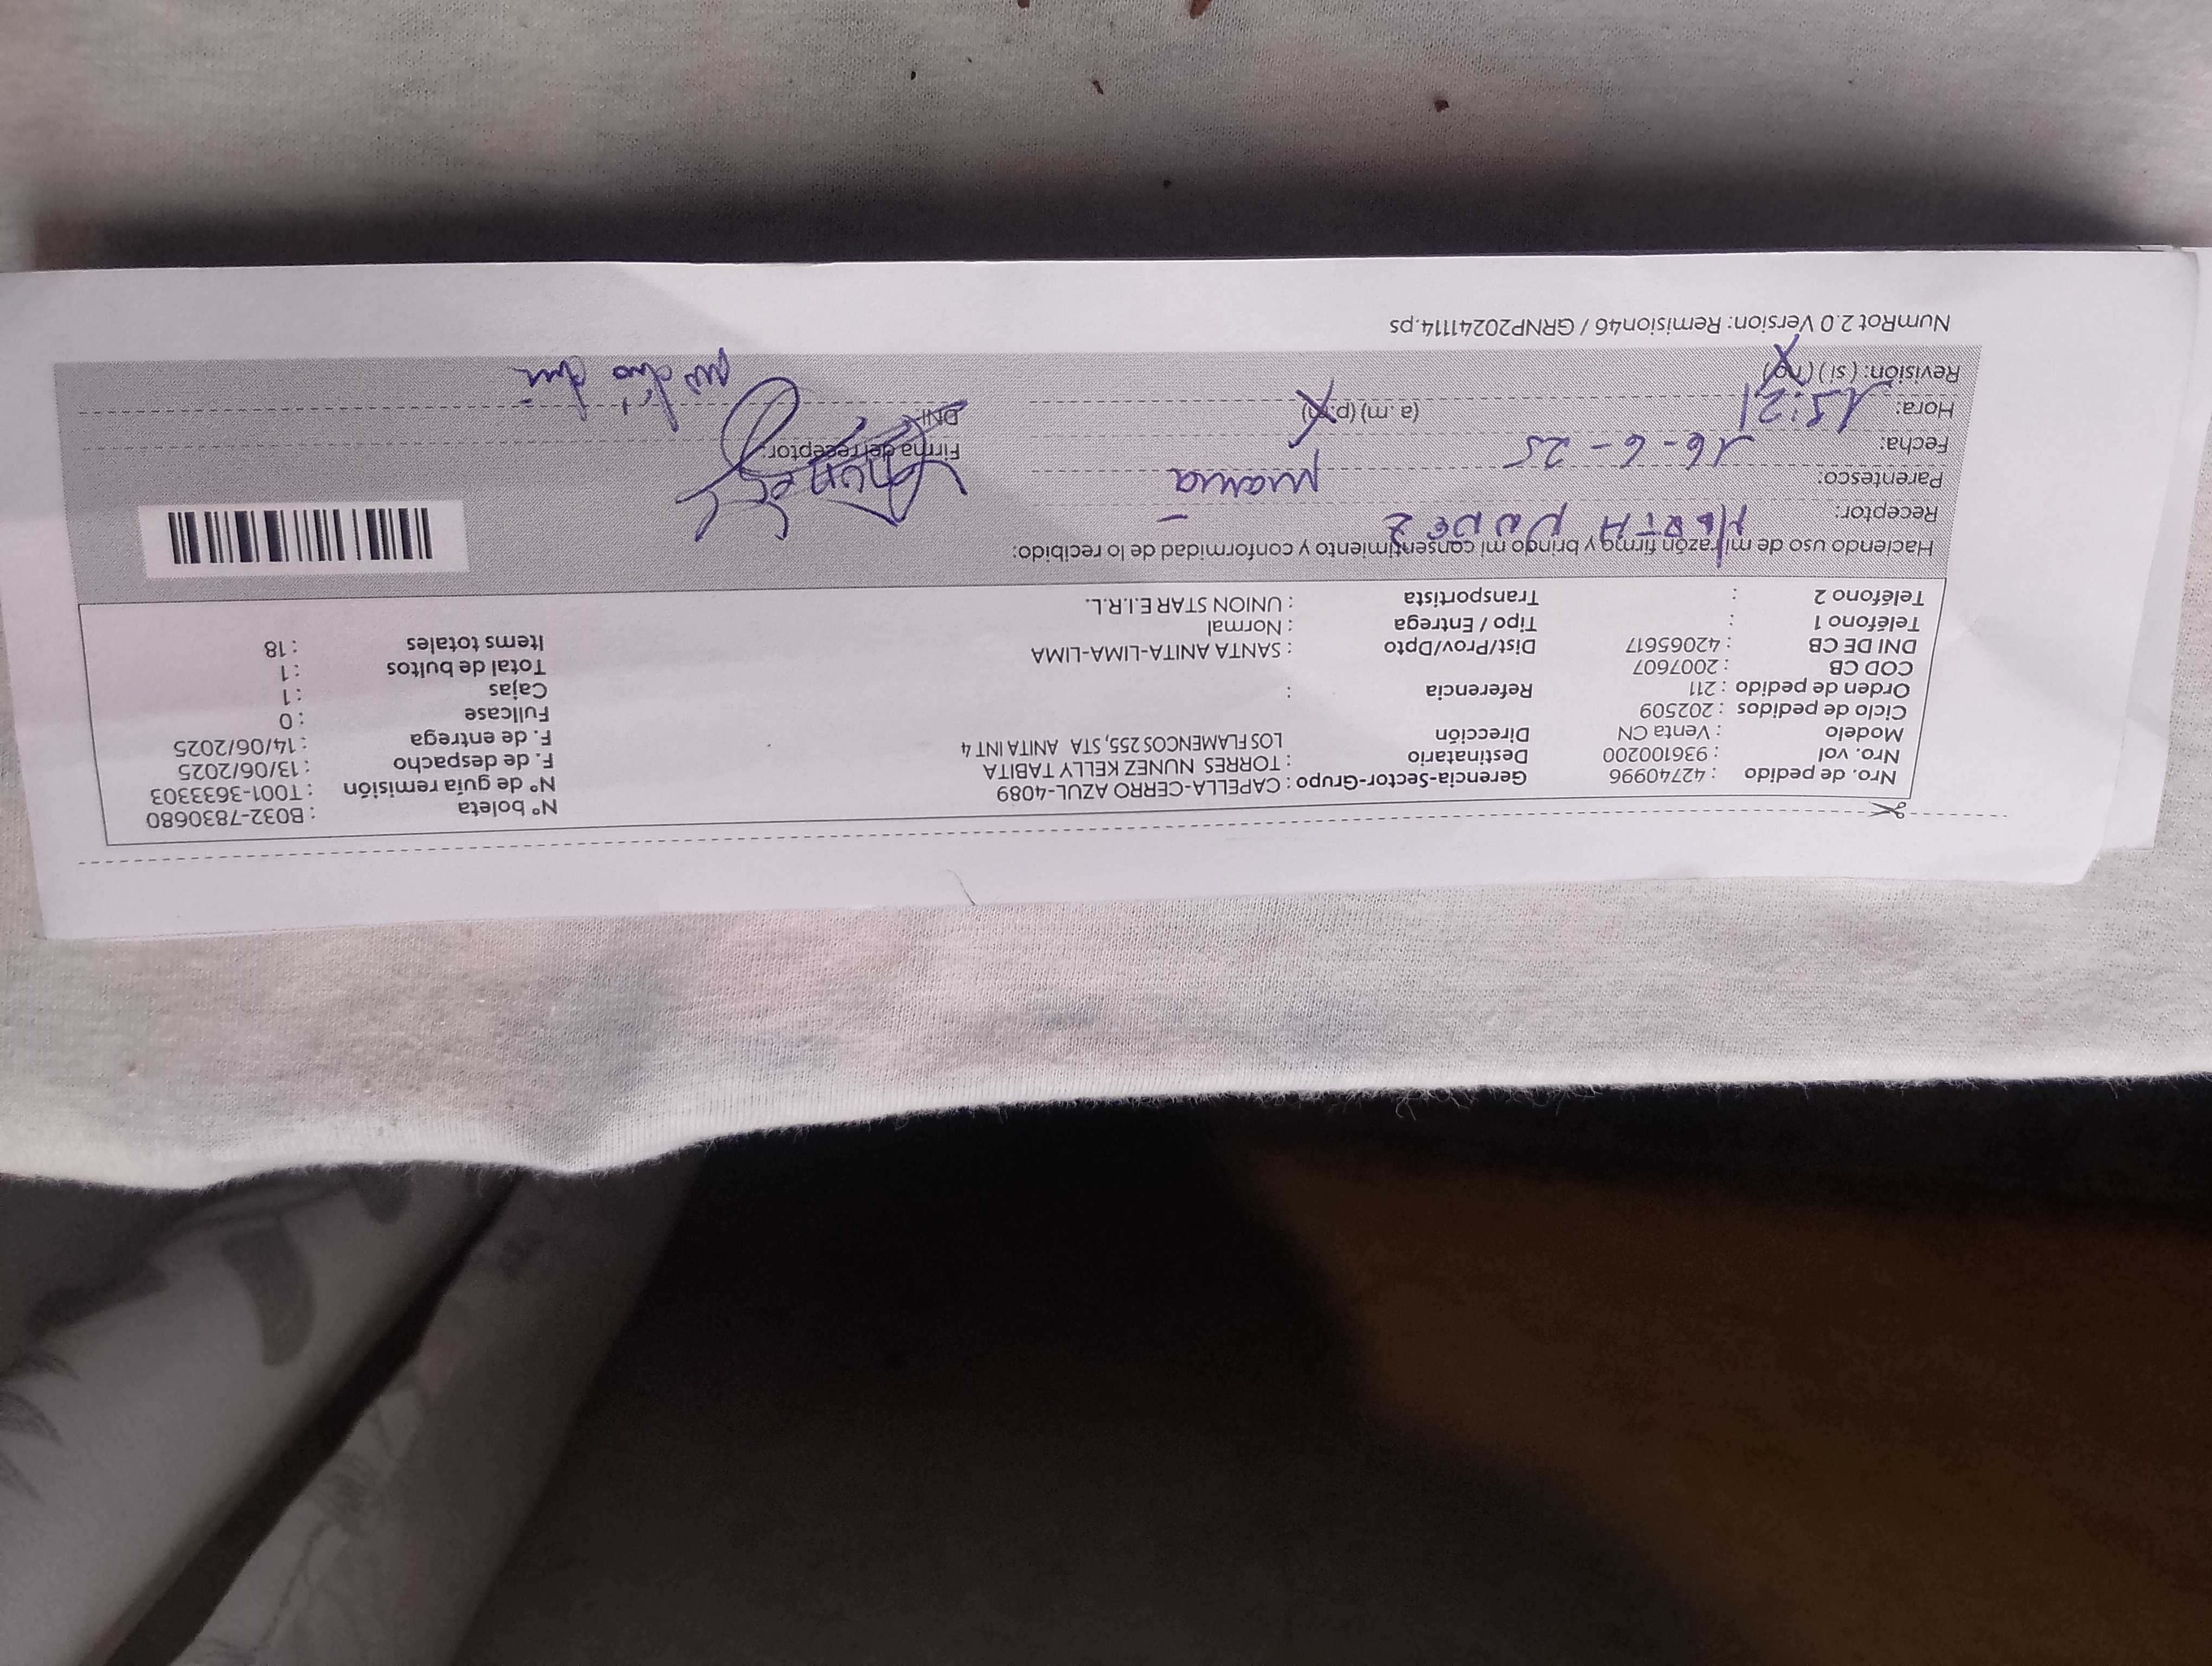 Nro. de pedido : 42740996 Gerencia-Sector-Grupo : CAPELLA-CERRO AZUL-4089 N° boleta : B032-7830680
Nro. vol : 936100200 Destinatario : TORRES NUNEZ KELLY TABITA N° de guía remisión : T001-3633303
Modelo : Venta CN Dirección LOS FLAMENCOS 255, STA ANITA INT 4 F. de despacho : 13/06/2025
Ciclo de pedidos : 202509 F. de entrega : 14/06/2025
Orden de pedido : 211 Referencia : Fullcase : 0
COD CB : 2007607 Cajas : 1
DNI DE CB : 42065617 Dist/Prov/Dpto : SANTA ANITA-LIMA-LIMA Total de bultos : 1
Teléfono 1 : Tipo / Entrega : Normal Items totales : 18
Teléfono 2 : Transportista : UNION STAR E.I.R.L.
Haciendo uso de mi razón firmo y brindo mi consentimiento y conformidad de lo recibido:
Receptor: NUÑEZ
Parentesco: mama
Fecha: 16-6-25 Firma del receptor:
Hora: 15:21 (a. m) (p.m) DNI
Revisión: (si) (no) no dio dni
NumRot 2.0 Version: Remision46 / GRNP20241114.ps